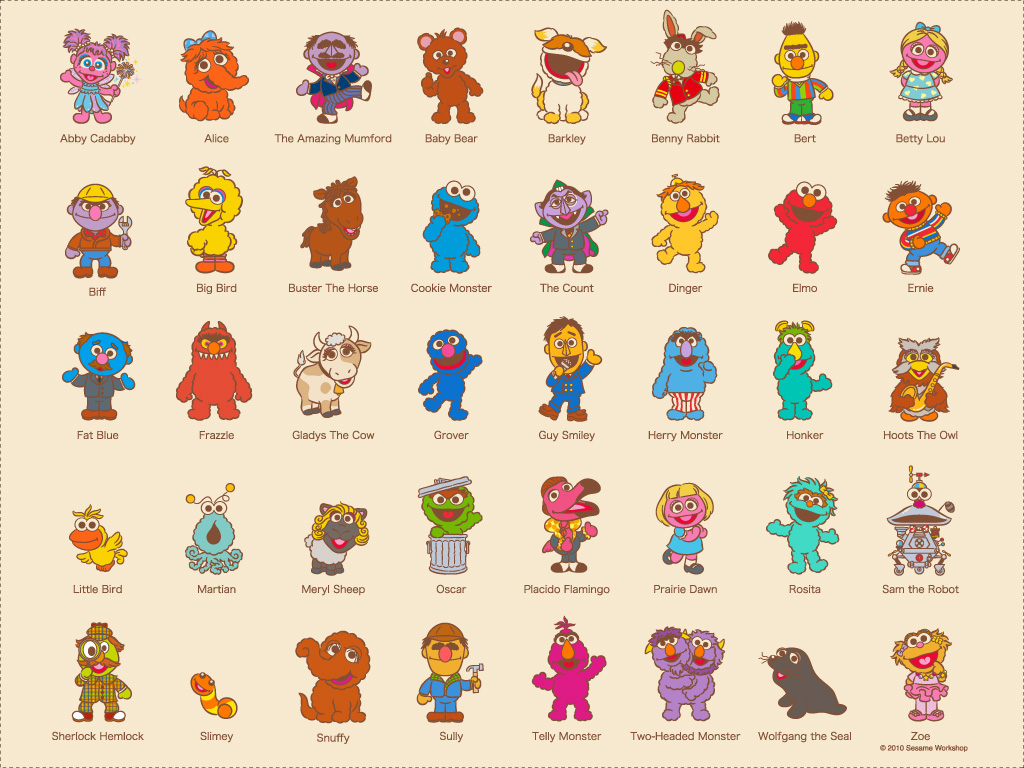 Abby Cadabby
Alice
The Amazing Mumford
Baby Bear
Barkley
Benny Rabbit
Bert
Betty Lou
Biff
Big Bird
Buster The Horse
Cookie Monster
The Count
Dinger
Elmo
Ernie
Fat Blue
Frazzle
Gladys The Cow
Grover
Guy Smiley
Herry Monster
Honker
Hoots The Owl
Little Bird
Martian
Meryl Sheep
Oscar
Placido Flamingo
Prairie Dawn
Rosita
Sam the Robot
Sherlock Hemlock
Slimey
Snuffy
Sully
Telly Monster
Two-Headed Monster
Wolfgang the Seal
Zoe
© 2010 Sesame Workshop